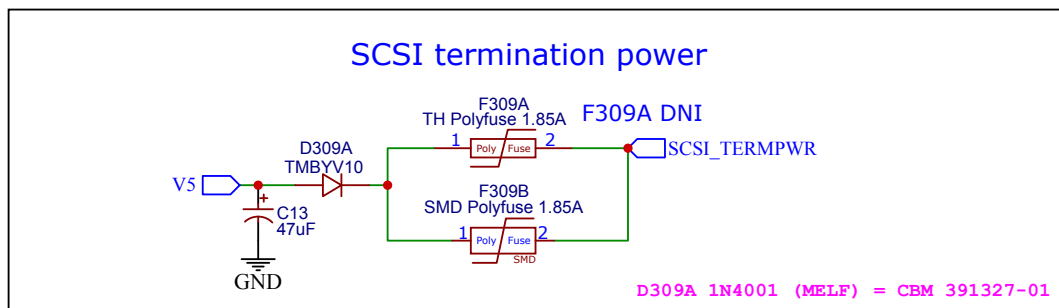 SCSI termination power
F309A
TH Polyfuse 1.85A
F309A DNI
1
Poly Fuse
2
SCSI_TERMPWR
D309A
TMBYV10
V5
+
C13
47uF
GND
F309B
SMD Polyfuse 1.85A
1
Poly Fuse
2
SMD
D309A 1N4001 (MELF) = CBM 391327-01